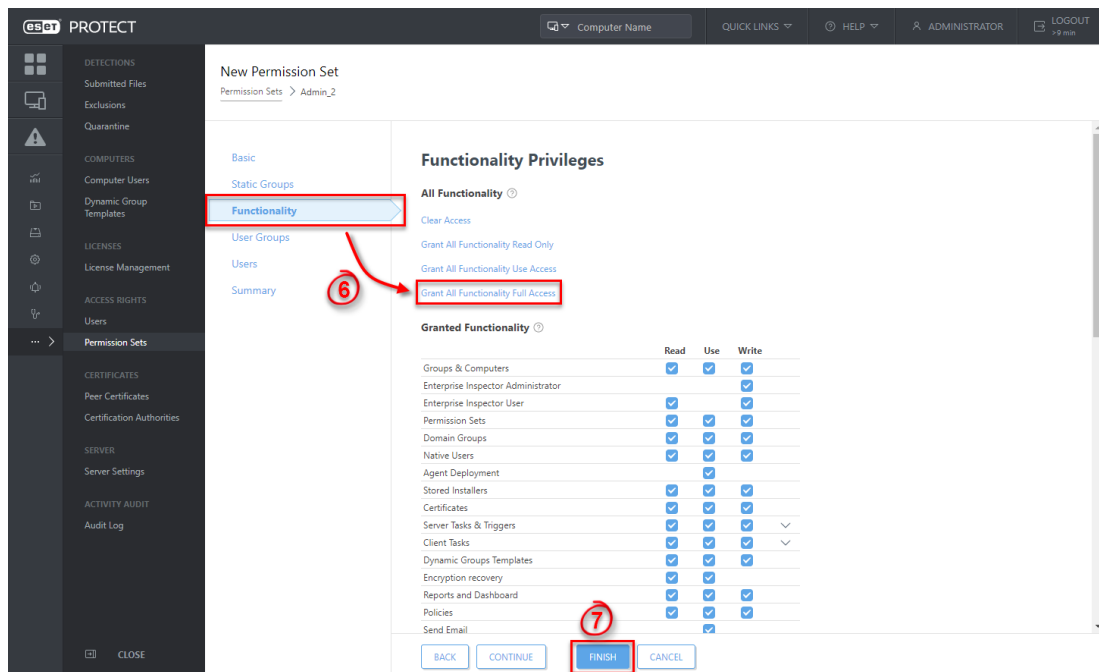 eset PROTECT
Computer Name
QUICK LINKS
HELP
ADMINISTRATOR
LOGOUT
>9 min
DETECTIONS
Submitted Files
Exclusions
Quarantine
COMPUTERS
Computer Users
Dynamic Group
Templates
LICENSES
License Management
ACCESS RIGHTS
Users
Permission Sets
CERTIFICATES
Peer Certificates
Certification Authorities
SERVER
Server Settings
ACTIVITY AUDIT
Audit Log
CLOSE
New Permission Set
Permission Sets > Admin_2
Basic
Static Groups
Functionality
User Groups
Users
Summary
6
Functionality Privileges
All Functionality
Clear Access
Grant All Functionality Read Only
Grant All Functionality Use Access
Grant All Functionality Full Access
Granted Functionality
Read Use Write
Groups & Computers
Enterprise Inspector Administrator
Enterprise Inspector User
Permission Sets
Domain Groups
Native Users
Agent Deployment
Stored Installers
Certificates
Server Tasks & Triggers
Client Tasks
Dynamic Groups Templates
Encryption recovery
Reports and Dashboard
Policies
Send Email
7
BACK
CONTINUE
FINISH
CANCEL